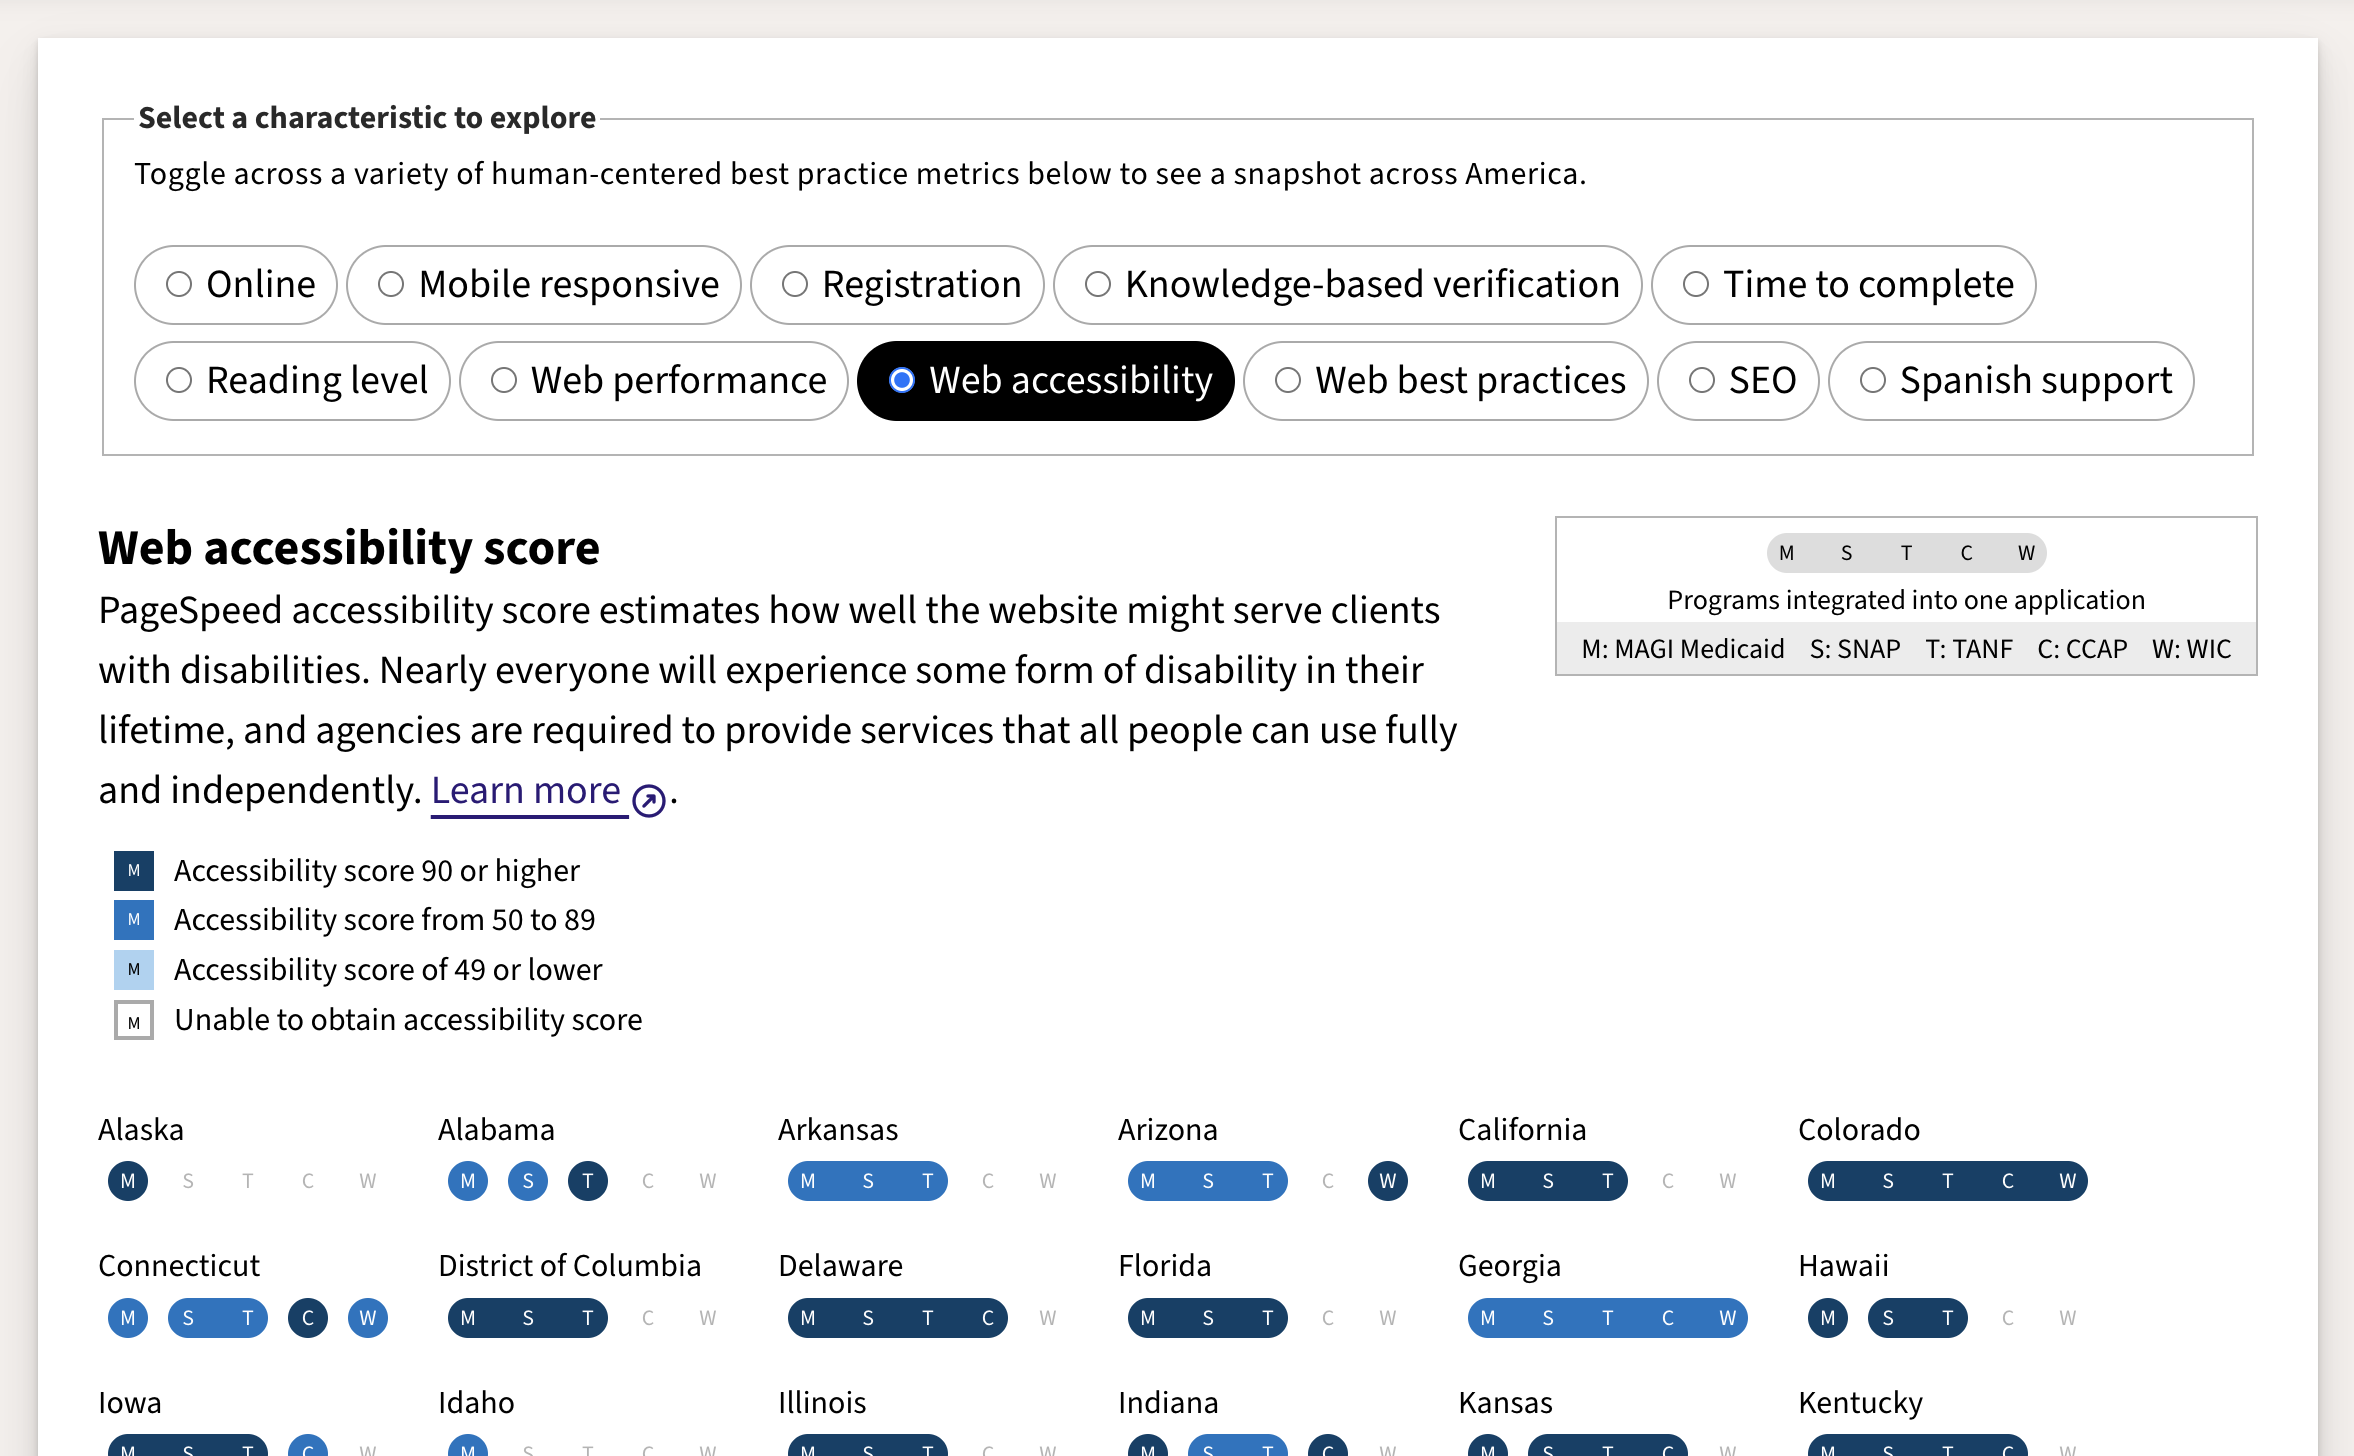 Select a characteristic to explore
Toggle across a variety of human-centered best practice metrics below to see a snapshot across America.
Online Mobile responsive Registration Knowledge-based verification Time to complete
Reading level Web performance Web accessibility Web best practices SEO Spanish support
Web accessibility score
PageSpeed accessibility score estimates how well the website might serve clients
with disabilities. Nearly everyone will experience some form of disability in their
lifetime, and agencies are required to provide services that all people can use fully
and independently. Learn more .
M S T C W
Programs integrated into one application
M: MAGI Medicaid S: SNAP T: TANF C: CCAP W: WIC
M Accessibility score 90 or higher
M Accessibility score from 50 to 89
M Accessibility score of 49 or lower
M Unable to obtain accessibility score
Alaska Alabama Arkansas Arizona California Colorado
M S T C W M S T C W M S T C W M S T C W M S T C W M S T C W
Connecticut District of Columbia Delaware Florida Georgia Hawaii
M S T C W M S T C W M S T C W M S T C W M S T C W M S T C W
Iowa Idaho Illinois Indiana Kansas Kentucky
M S T C W M S T C W M S T C W M S T C W M S T C W M S T C W